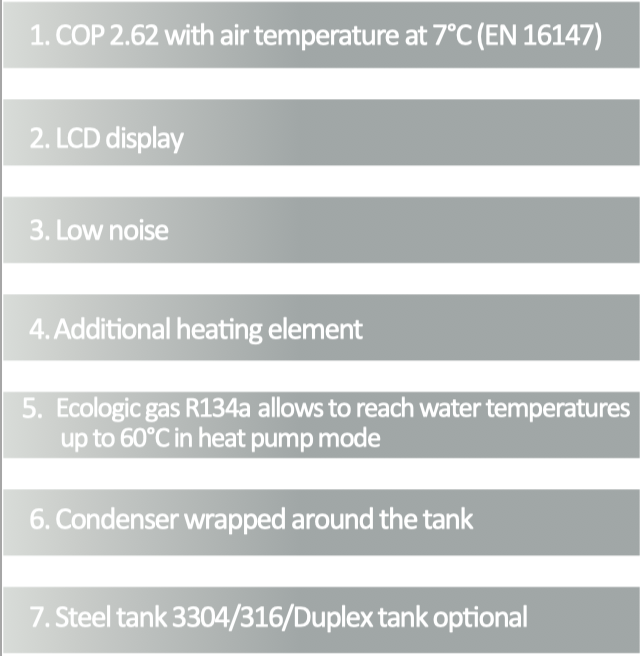 1. COP 2.62 with air temperature at 7°C (EN 16147)
2. LCD display
3. Low noise
4. Additional heating element
5. Ecologic gas R134a allows to reach water temperatures
up to 60°C in heat pump mode
6. Condenser wrapped around the tank
7. Steel tank 3304/316/Duplex tank optional